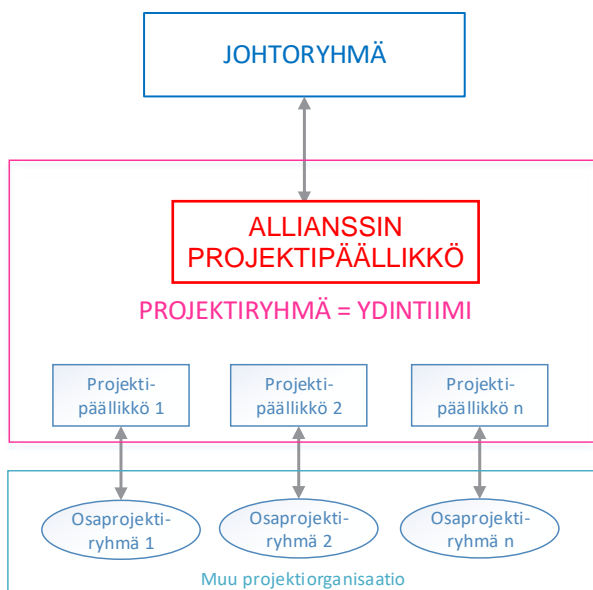 JOHTORYHMÄ
ALLIANSSIN
PROJEKTIPÄÄLLIKKÖ
PROJEKTIRYHMÄ = YDINTIIMI
Projekti-
päällikkö 1
Projekti-
päällikkö 2
Projekti-
päällikkö n
Osaprojekti-
ryhmä 1
Osaprojekti-
ryhmä 2
Osaprojekti-
ryhmä n
Muu projektiorganisaatio